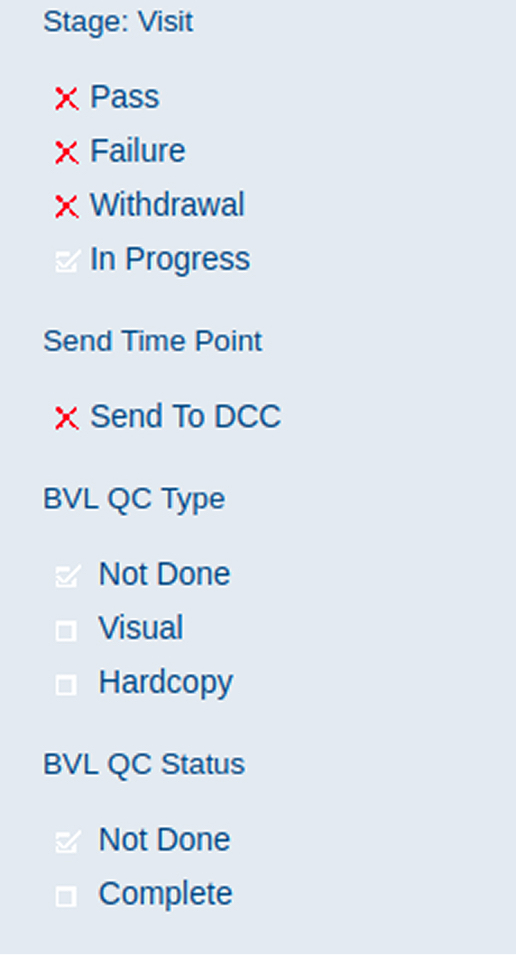 Stage: Visit
Pass
Failure
Withdrawal
In Progress
Send Time Point
Send To DCC
BVL QC Type
Not Done
Visual
Hardcopy
BVL QC Status
Not Done
Complete